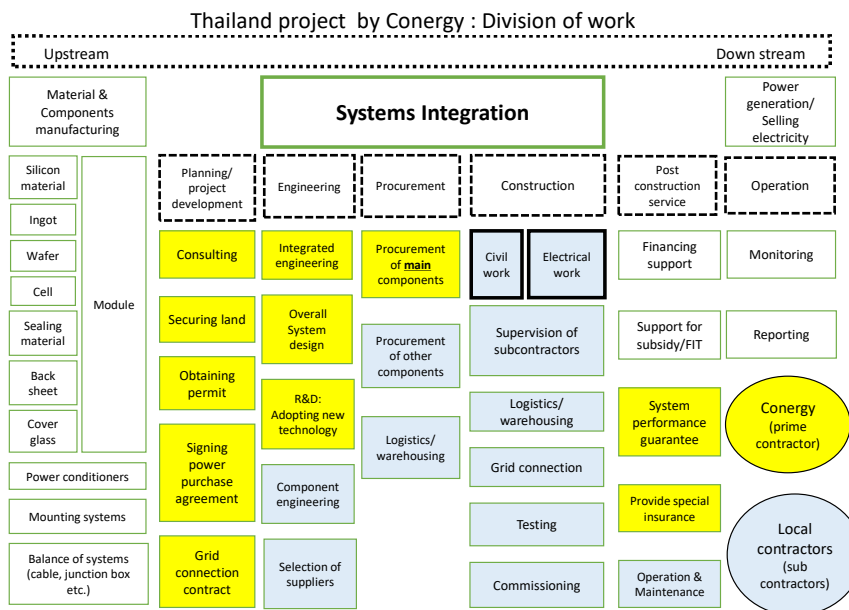 Thailand project by Conergy : Division of work
Upstream
Down stream
Material &
Components
manufacturing
Systems Integration
Power
generation/
Selling
electricity
Silicon
material
Ingot
Wafer
Cell
Sealing
material
Back
sheet
Cover
glass
Module
Power conditioners
Mounting systems
Balance of systems
(cable, junction box
etc.)
Planning/
project
development
Consulting
Securing land
Obtaining
permit
Signing
power
purchase
agreement
Grid
connection
contract
Engineering
Integrated
engineering
Overall
System
design
R&D:
Adopting new
technology
Component
engineering
Selection of
suppliers
Procurement
Procurement
of main
components
Procurement
of other
components
Logistics/
warehousing
Construction
Civil
work
Electrical
work
Supervision of
subcontractors
Logistics/
warehousing
Grid connection
Testing
Commissioning
Post
construction
service
Financing
support
Support for
subsidy/FIT
System
performance
guarantee
Provide special
insurance
Operation &
Maintenance
Operation
Monitoring
Reporting
Conergy
(prime
contractor)
Local
contractors
(sub
contractors)